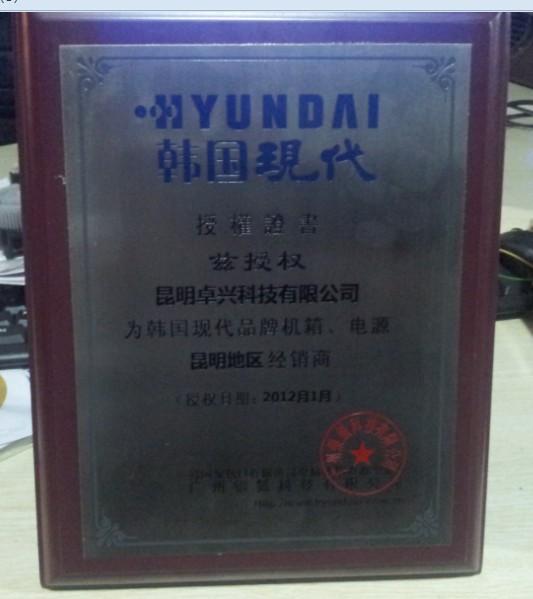 HYUNDAI
韩国現代
授權證書
兹授权
昆明卓兴科技有限公司
为韩国现代品牌机箱、电源
昆明地区经销商
(授权日期：2012月1月)